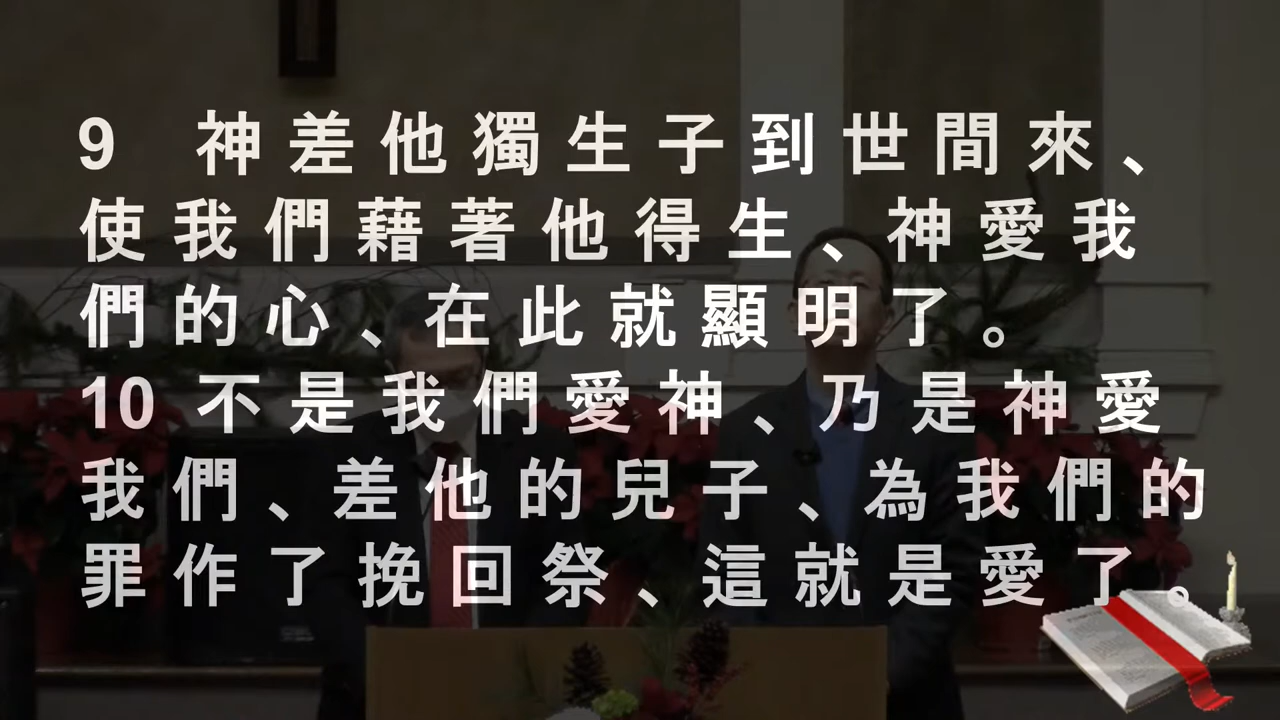 9 神差他獨生子到世間來、
使我們藉著他得生、神愛我
們的心、在此就顯明了。
10 不是我們愛神、乃是神愛
我們、差他的兒子、為我們的
罪作了挽回祭、這就是愛了。